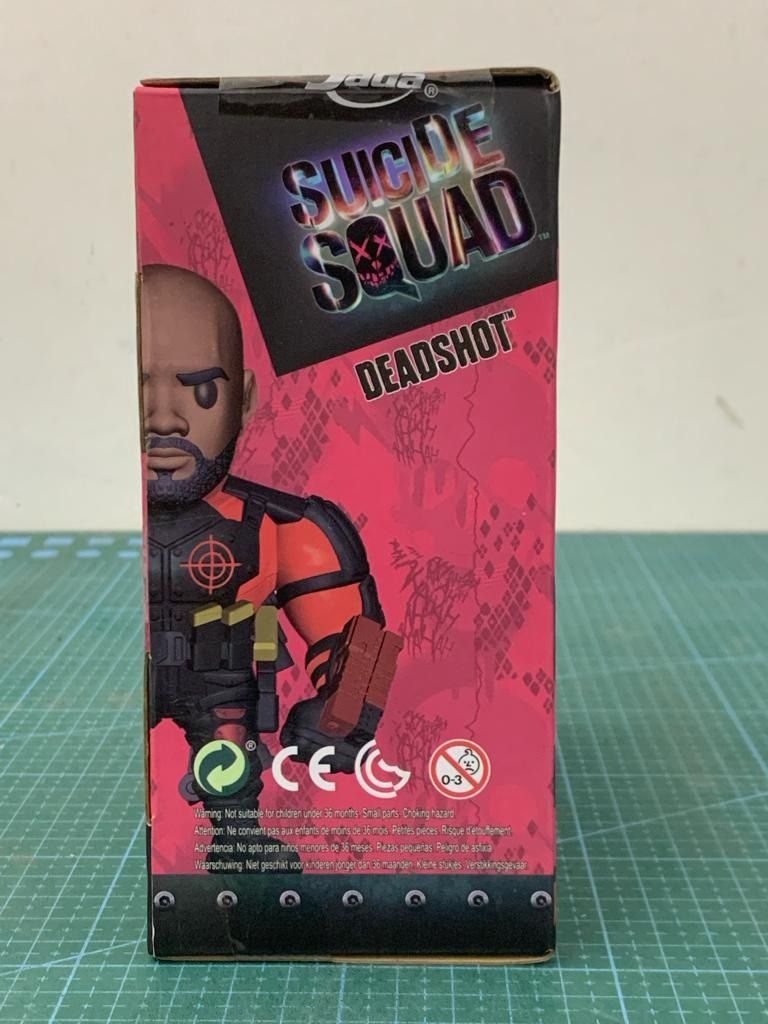 Jada®
SUICIDE
SQUAD™
DEADSHOT™
® CE
0-3
Warning: Not suitable for children under 36 months. Small parts. Choking hazard
Attention: Ne convient pas aux enfants de moins de 36 mois. Petites pièces. Risque d'étouffement
Advertencia: No apto para niños menores de 36 meses. Piezas pequeñas. Peligro de asfixia
Waarschuwing: Niet geschikt voor kinderen jonger dan 36 maanden. Kleine stukjes. Verstikkingsgevaar